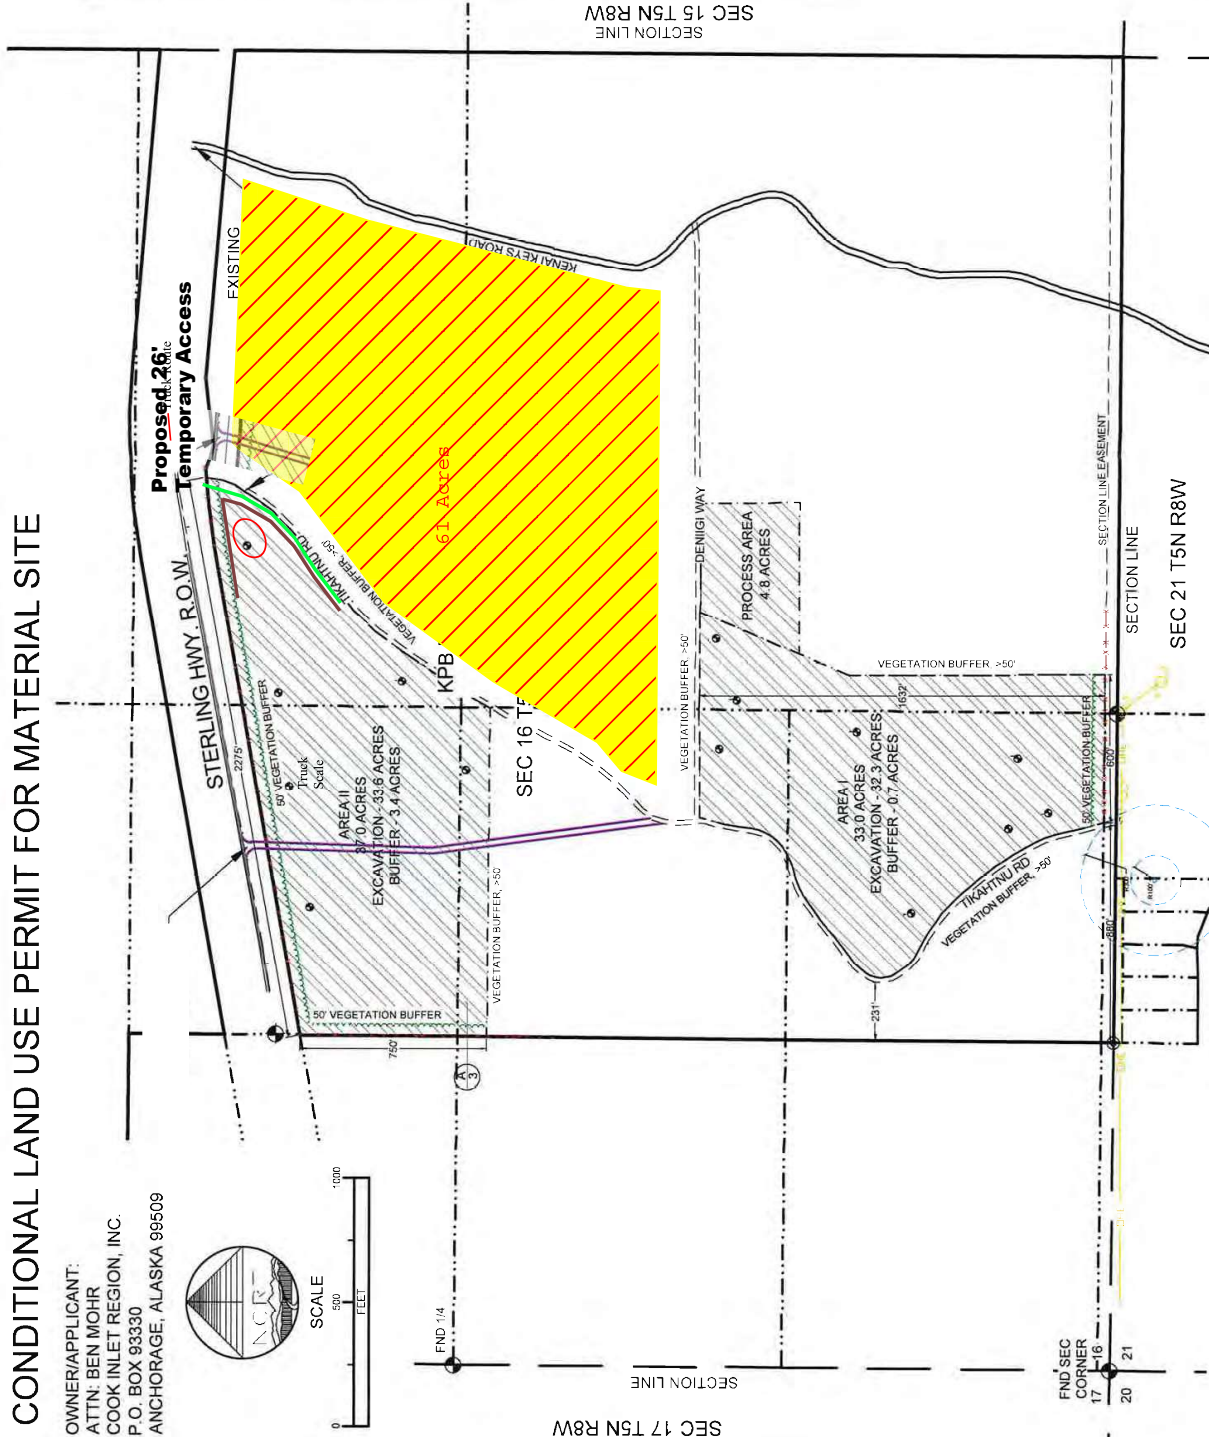 CONDITIONAL LAND USE PERMIT FOR MATERIAL SITE
OWNER/APPLICANT:
ATTN: BEN MOHR
COOK INLET REGION, INC.
P.O. BOX 93330
ANCHORAGE, ALASKA 99509
SCALE
0
500
1000
FEET
SECTION LINE
SEC 15 T5N R8W
EXISTING
KENAI KEYS ROAD
Proposed 26'
Truck Route
Temporary Access
STERLING HWY. R.O.W.
2275'
50' VEGETATION BUFFER
TIKAHTNU RD.
VEGETATION BUFFER, >50'
61 Acres
KPB
SEC 16 T5
Truck
Scale
AREA II
37.0 ACRES
EXCAVATION - 33.6 ACRES
BUFFER - 3.4 ACRES
VEGETATION BUFFER, >50'
50' VEGETATION BUFFER
750'
A
3
DENIIGI WAY
VEGETATION BUFFER, >50'
PROCESS AREA
4.8 ACRES
VEGETATION BUFFER, >50'
1632'
AREA I
33.0 ACRES
EXCAVATION - 32.3 ACRES
BUFFER - 0.7 ACRES
50' VEGETATION BUFFER
600'
TIKAHTNU RD
VEGETATION BUFFER, >50'
231'
880'
R300'
R100'
SECTION LINE EASEMENT
SECTION LINE
SEC 21 T5N R8W
OHE
FND 1/4
SECTION LINE
SEC 17 T5N R8W
FND SEC
CORNER
17
16
20
21